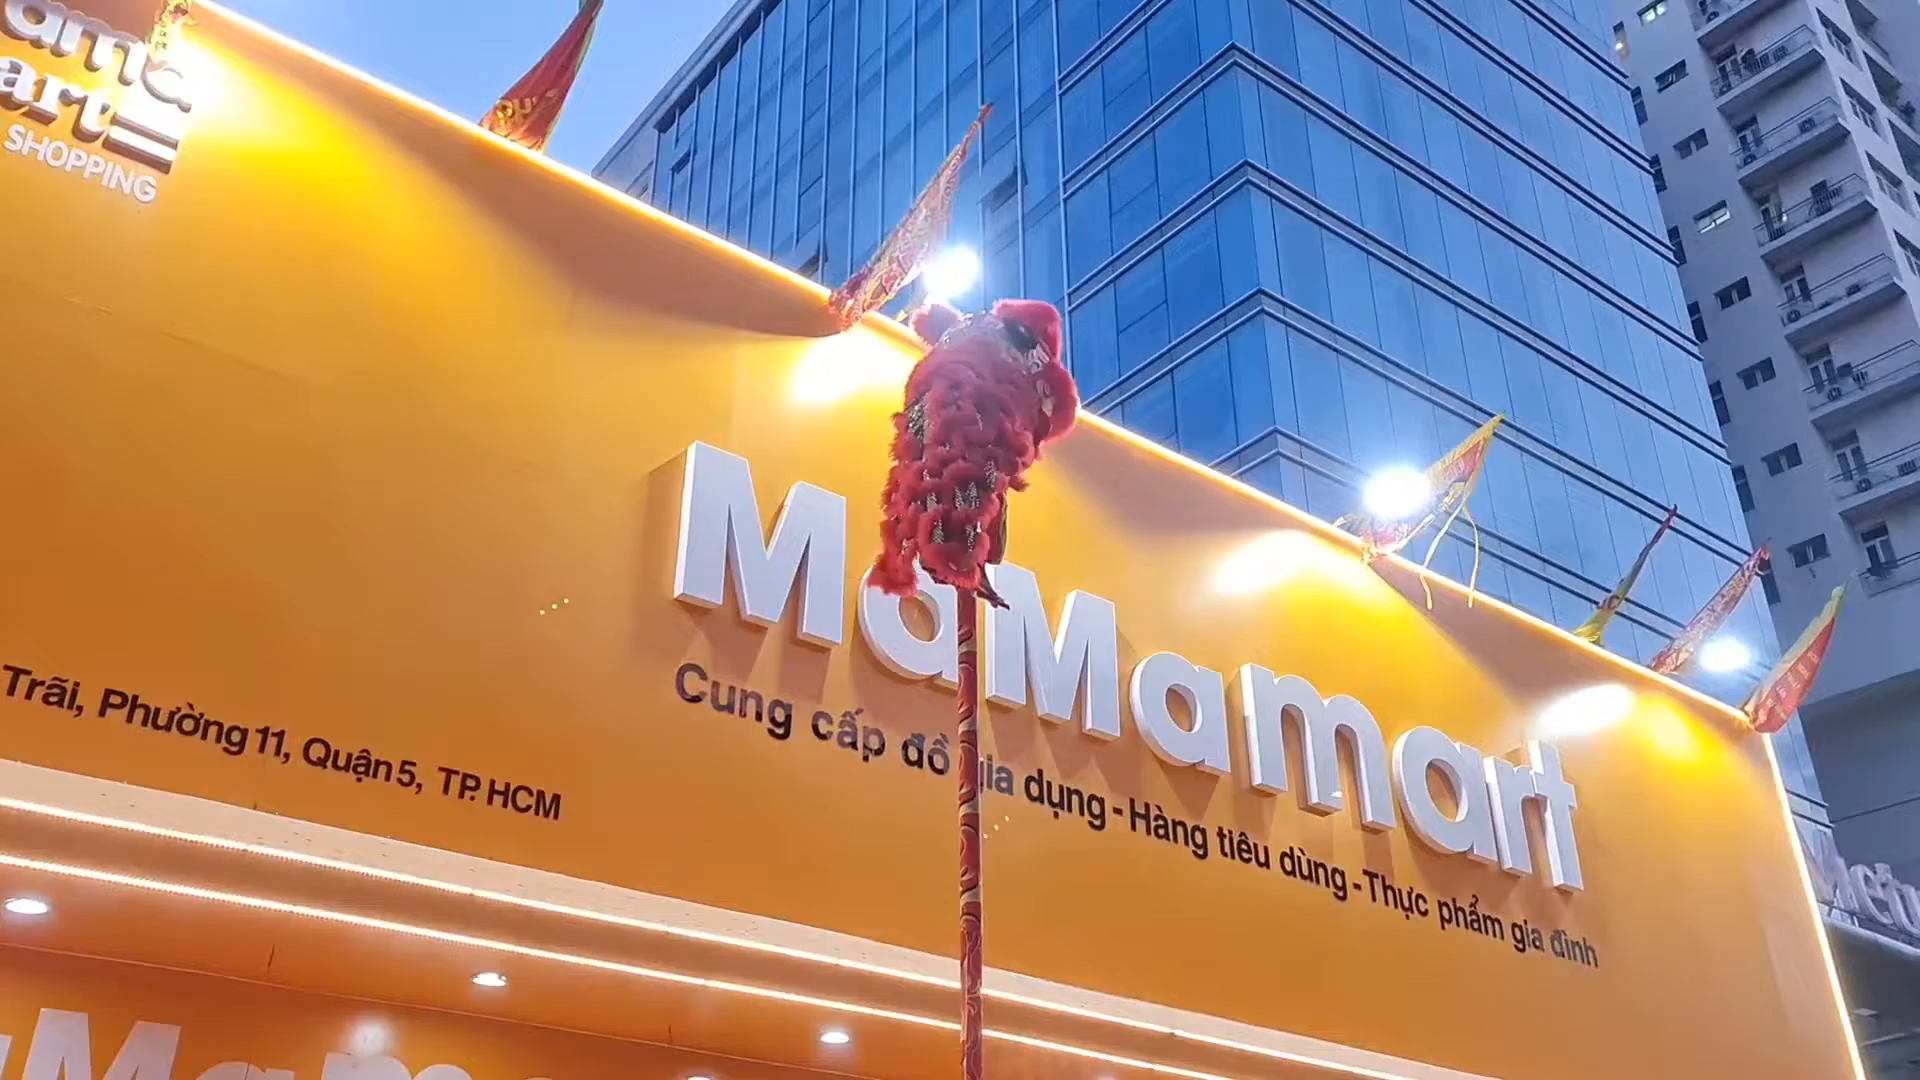 SHOPPING
MaMamart
Cung cấp đồ gia dụng - Hàng tiêu dùng - Thực phẩm gia đình
Trãi, Phường 11, Quận 5, TP. HCM